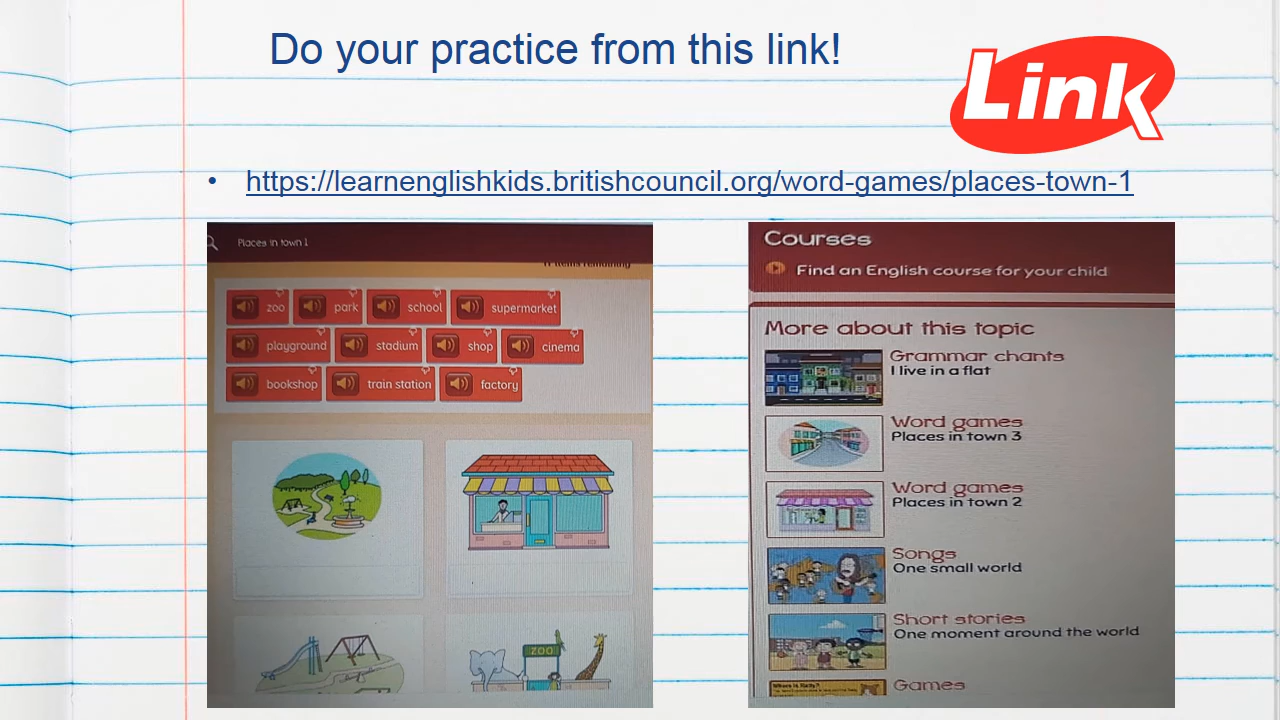 Do your practice from this link!
Link
• https://learnenglishkids.britishcouncil.org/word-games/places-town-1
Places in town 1
11 items remaining
zoo park school supermarket
playground stadium shop cinema
bookshop train station factory
ZOO
Courses
Find an English course for your child
More about this topic
Grammar chants
I live in a flat
Word games
Places in town 3
Word games
Places in town 2
Songs
One small world
Short stories
One moment around the world
Games